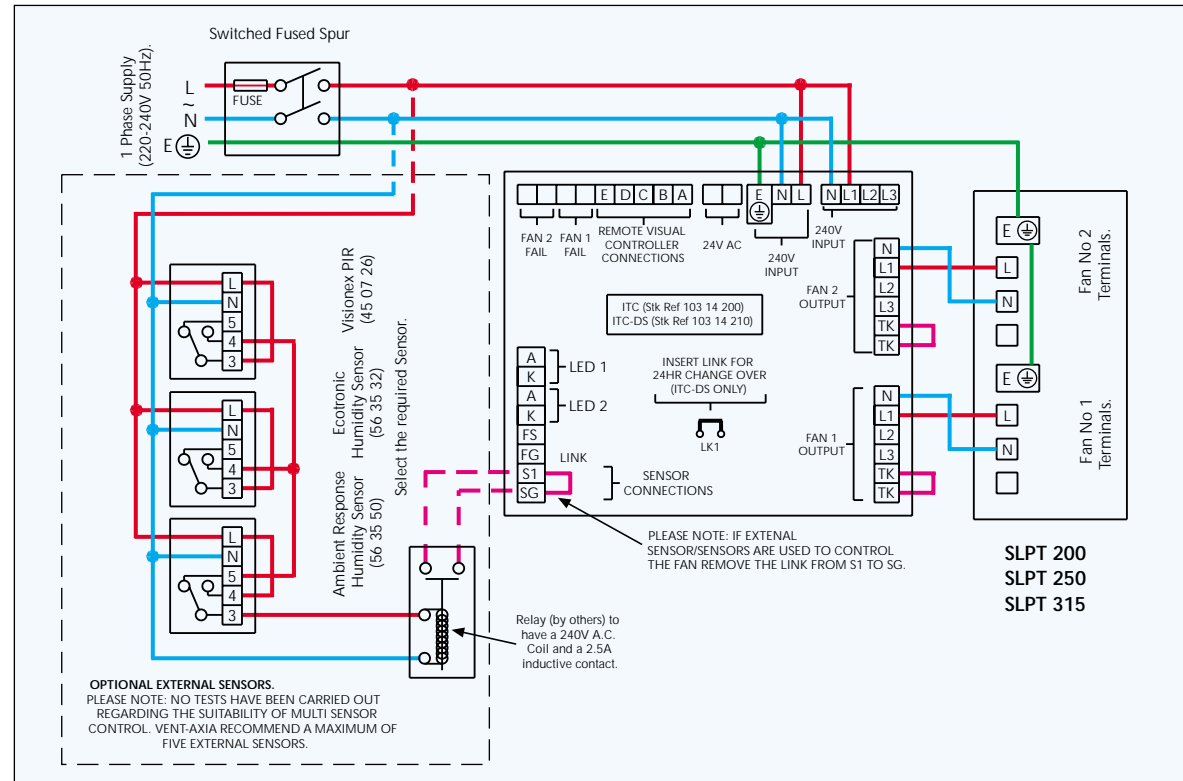 Switched Fused Spur
1 Phase Supply
(220-240V 50Hz).
L
~
N
E
FUSE
E D C B A
E N L
N L1 L2 L3
FAN 2
FAIL
FAN 1
FAIL
REMOTE VISUAL
CONTROLLER
CONNECTIONS
24V AC
240V
INPUT
240V
INPUT
ITC (Stk Ref 103 14 200)
ITC-DS (Stk Ref 103 14 210)
FAN 2
OUTPUT
N
L1
L2
L3
TK
TK
INSERT LINK FOR
24HR CHANGE OVER
(ITC-DS ONLY)
LK1
A
K
LED 1
A
K
LED 2
FS
FG
S1
SG
LINK
SENSOR
CONNECTIONS
FAN 1
OUTPUT
N
L1
L2
L3
TK
TK
PLEASE NOTE: IF EXTENAL
SENSOR/SENSORS ARE USED TO CONTROL
THE FAN REMOVE THE LINK FROM S1 TO SG.
E
L
N
Fan No 2
Terminals.
E
L
N
Fan No 1
Terminals.
SLPT 200
SLPT 250
SLPT 315
L
N
5
4
3
Visionex PIR
(45 07 26)
L
N
5
4
3
Ecotronic
Humidity Sensor
(56 35 32)
L
N
5
4
3
Ambient Response
Humidity Sensor
(56 35 50)
Select the required Sensor.
Relay (by others) to
have a 240V A.C.
Coil and a 2.5A
inductive contact.
OPTIONAL EXTERNAL SENSORS.
PLEASE NOTE: NO TESTS HAVE BEEN CARRIED OUT
REGARDING THE SUITABILITY OF MULTI SENSOR
CONTROL. VENT-AXIA RECOMMEND A MAXIMUM OF
FIVE EXTERNAL SENSORS.